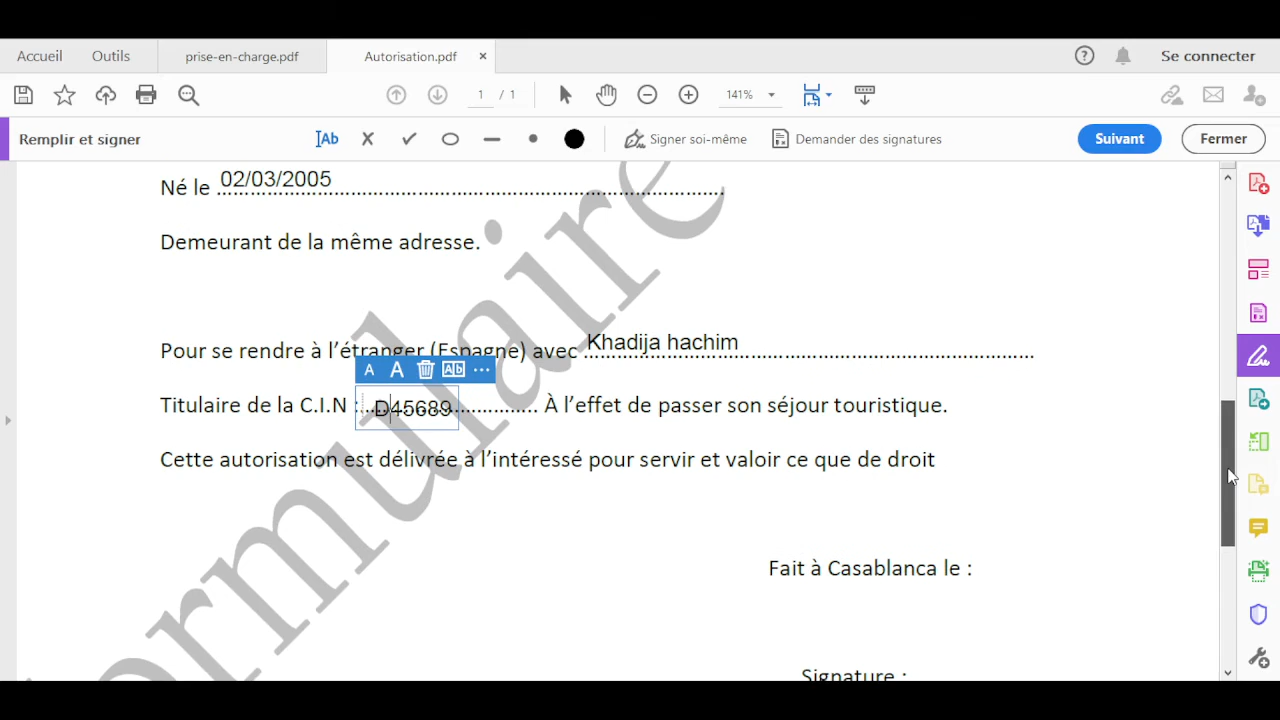 Accueil Outils prise-en-charge.pdf Autorisation.pdf × Se connecter
1 / 1 141%
Remplir et signer Ab Signer soi-même Demander des signatures Suivant Fermer
Né le 02/03/2005
Demeurant de la même adresse.
Pour se rendre à l’étranger (Espagne) avec Khadija hachim
A A Ab ...
Titulaire de la C.I.N : D45689 À l’effet de passer son séjour touristique.
Cette autorisation est délivrée à l’intéressé pour servir et valoir ce que de droit
Fait à Casablanca le :
Signature :
ormulaire